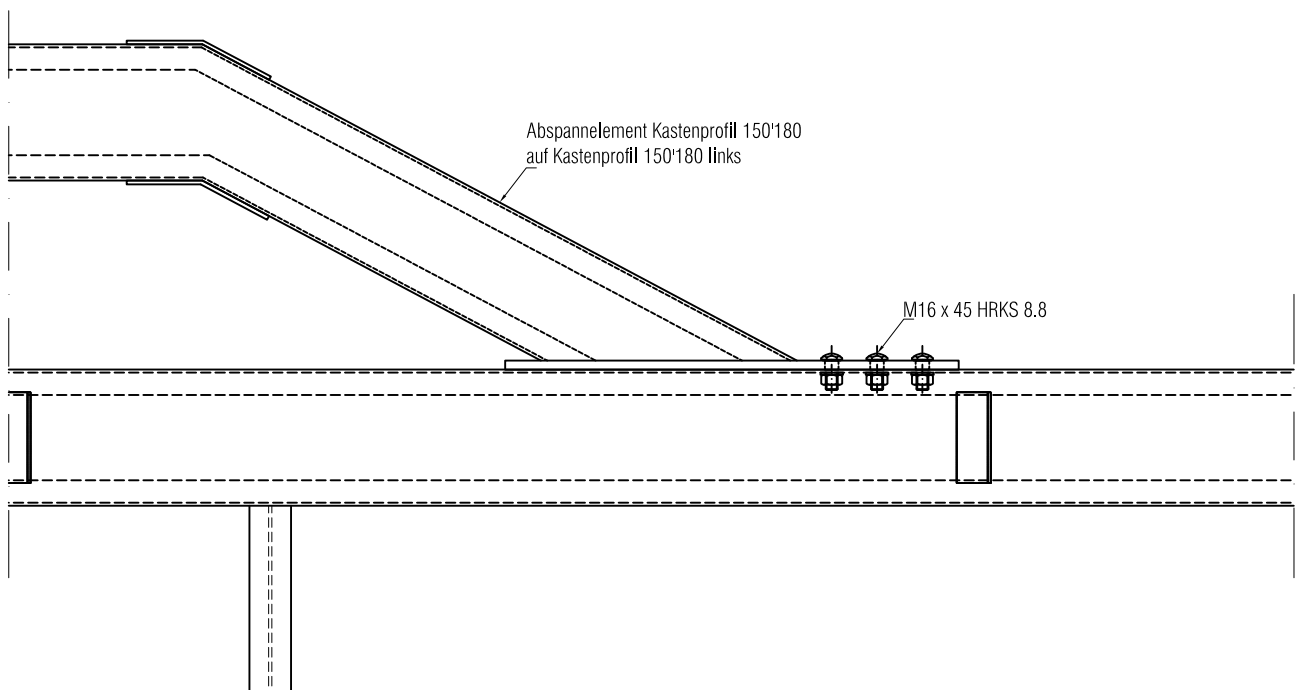 Abspannelement Kastenprofil 150'180
auf Kastenprofil 150'180 links
M16 x 45 HRKS 8.8